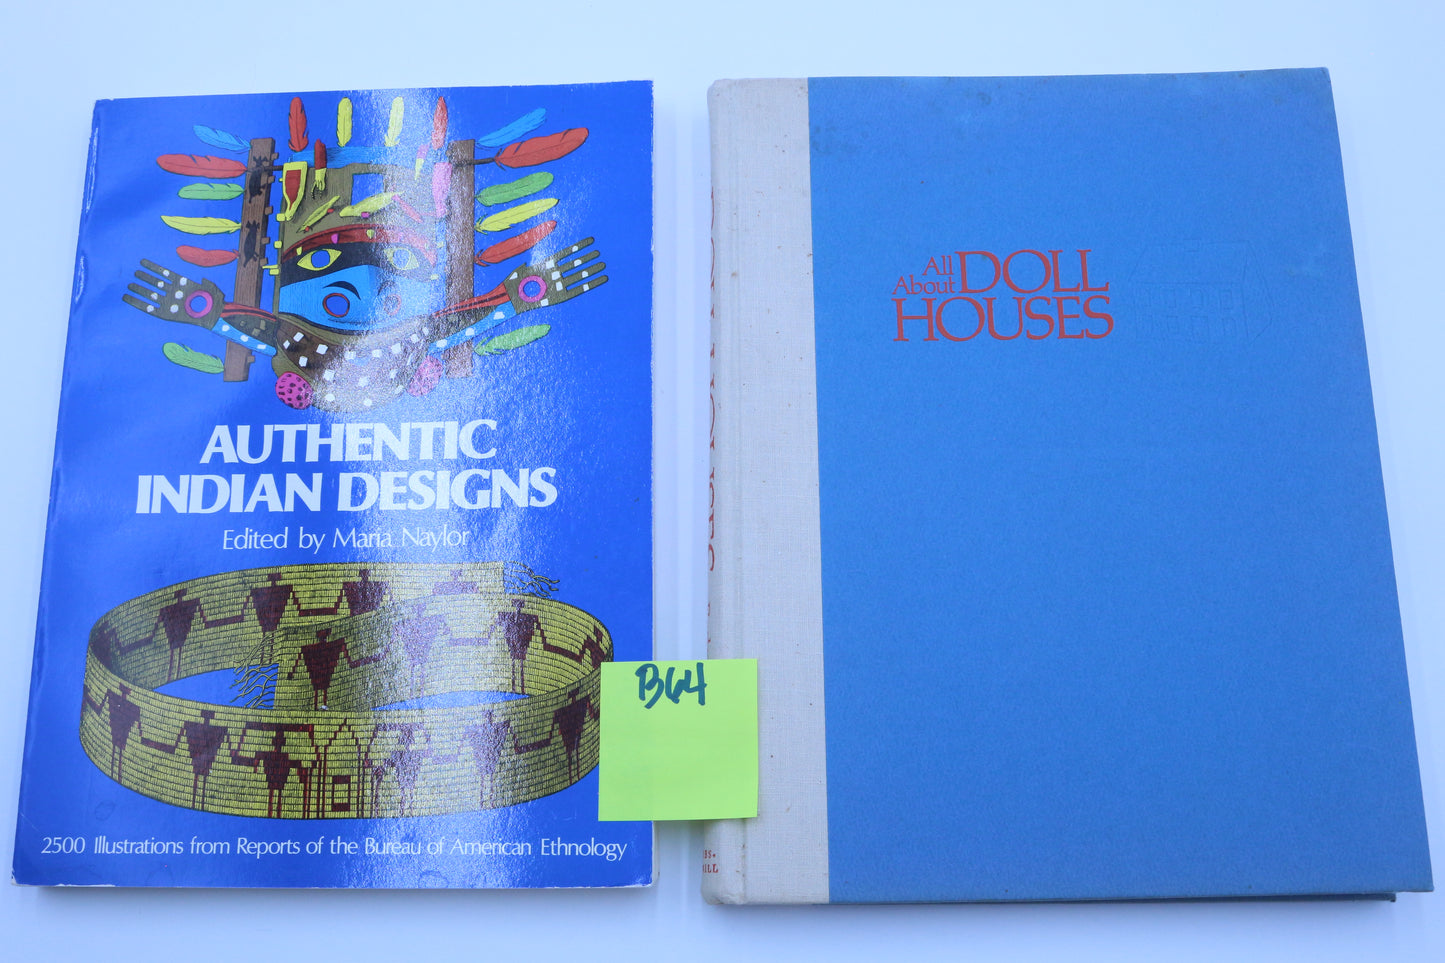 AUTHENTIC
INDIAN DESIGNS
Edited by Maria Naylor
2500 Illustrations from Reports of the Bureau of American Ethnology
B64
All
About DOLL
HOUSES